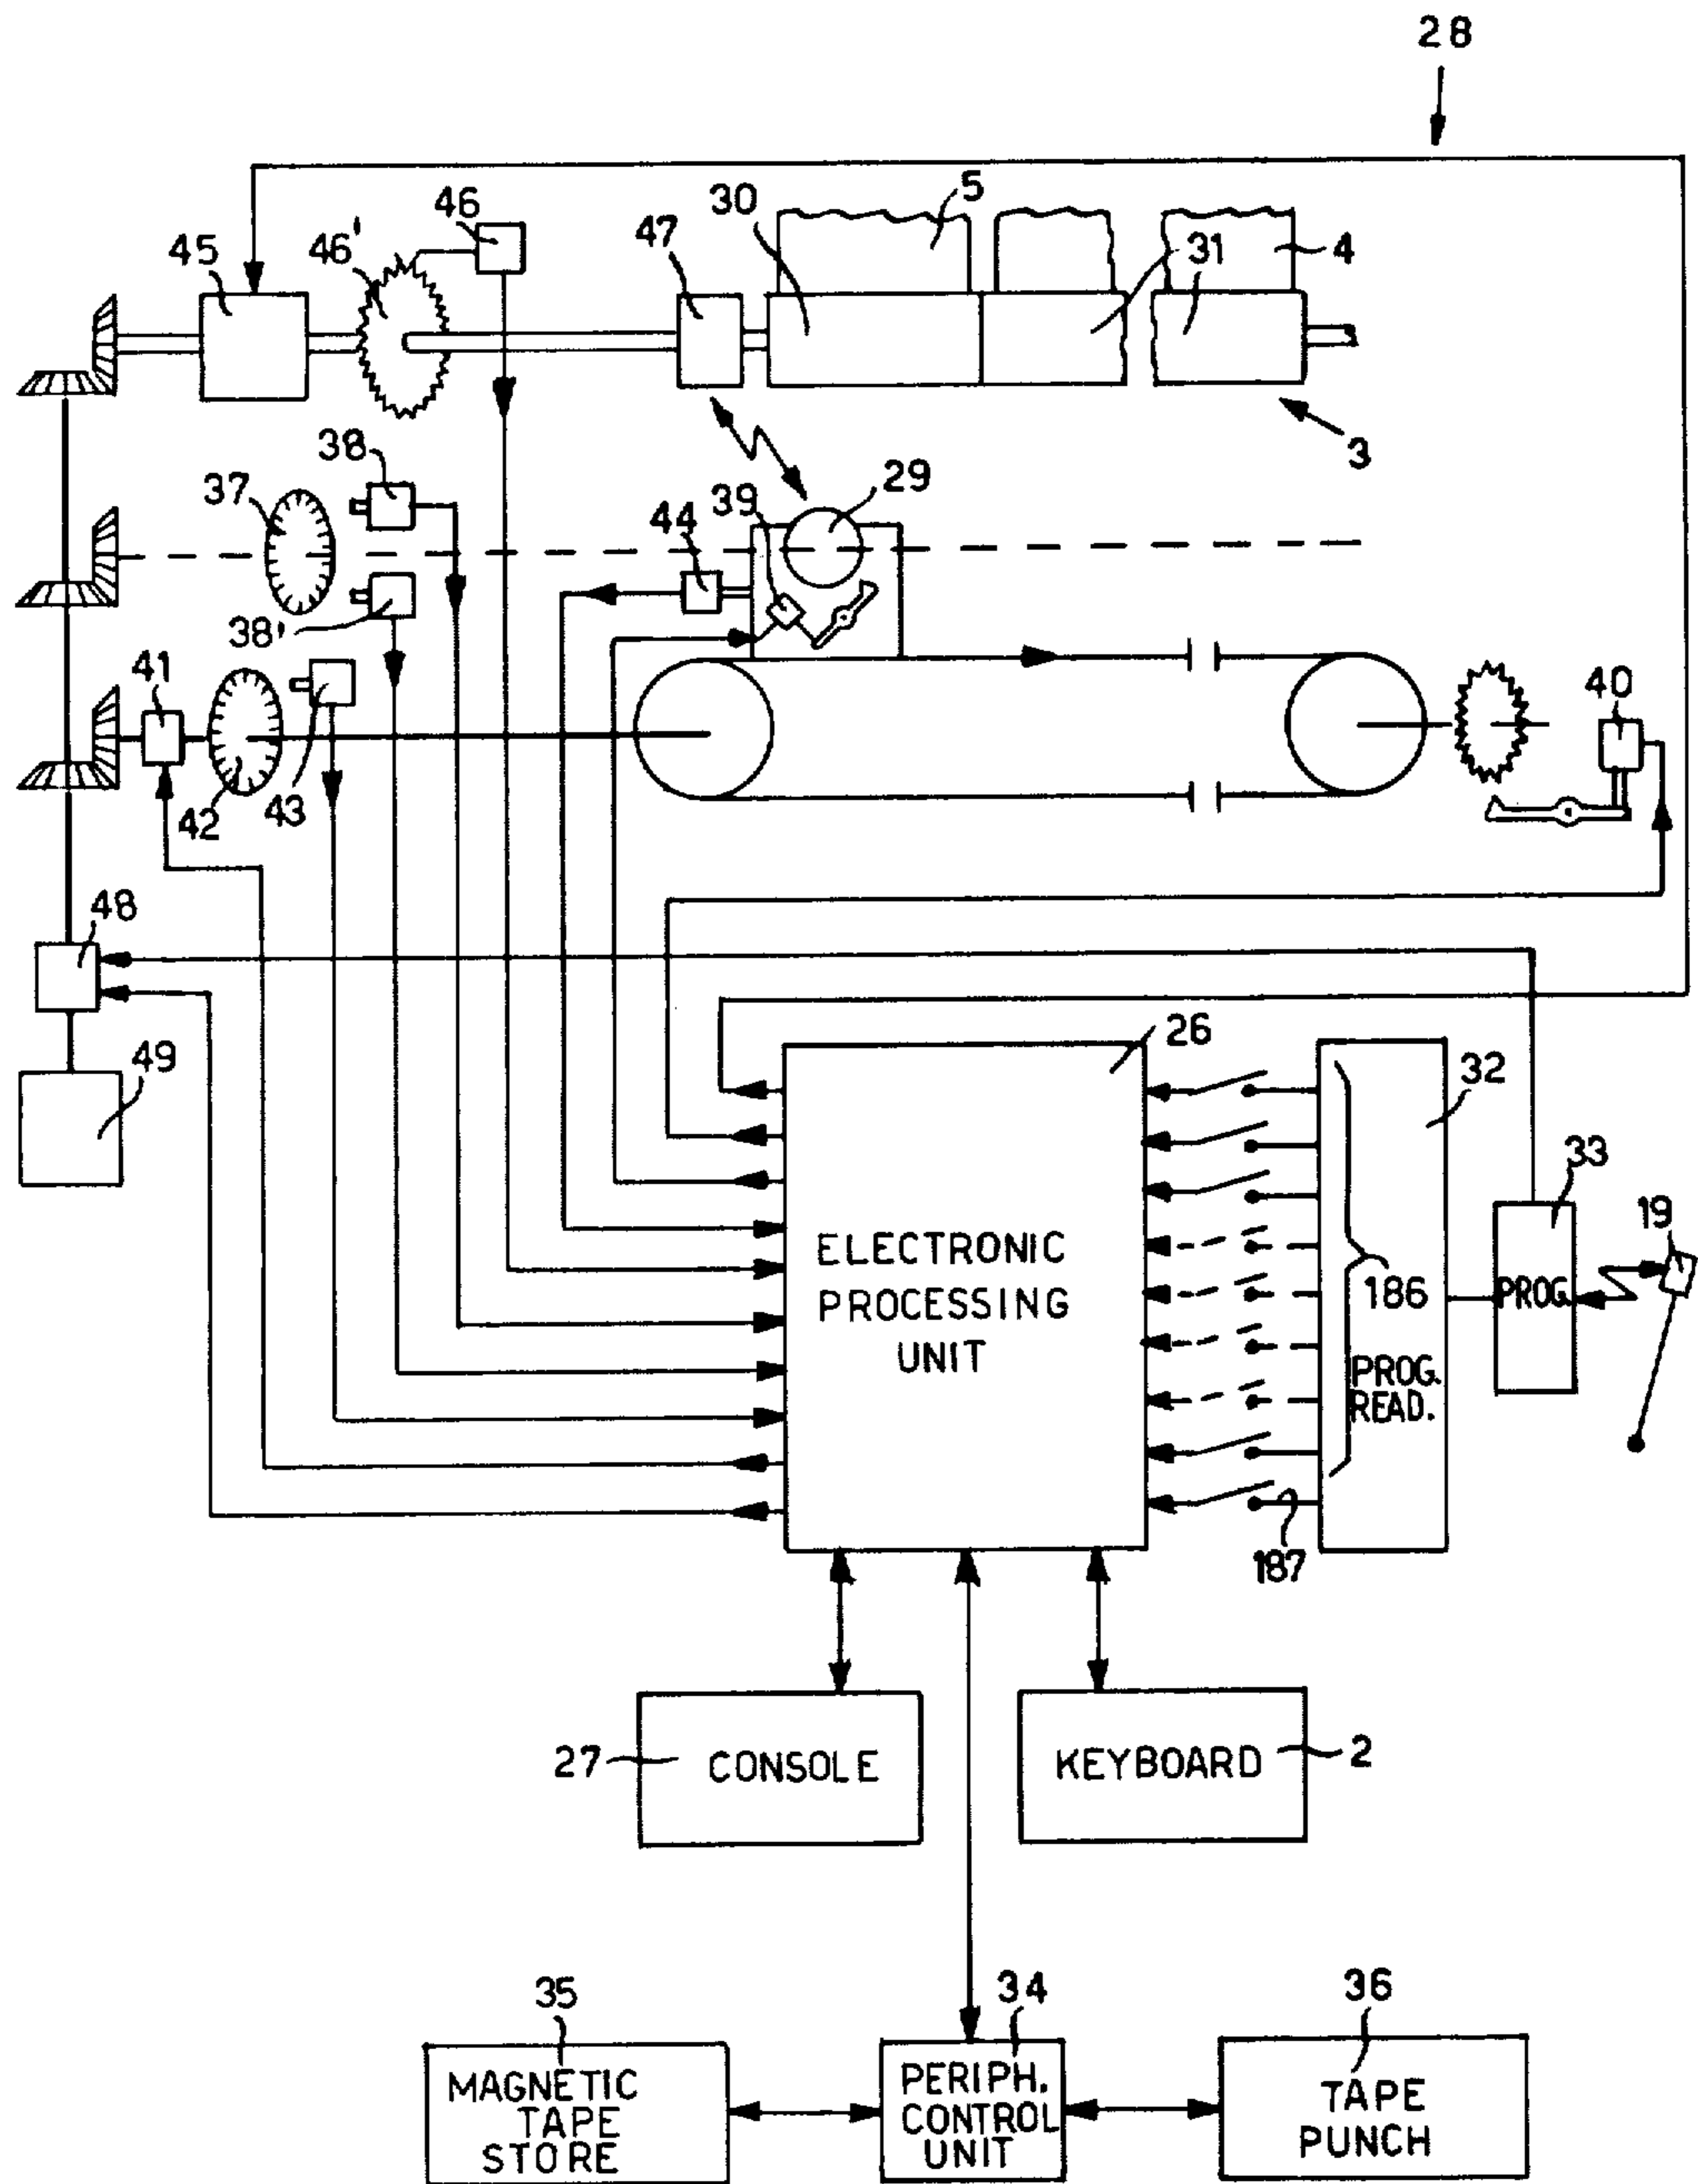 28
5
30
46
46'
47
45
31
4
3
38
29
39
37
44
38'
40
41
42
43
48
26
49
32
33
19
ELECTRONIC
PROCESSING
UNIT
186
PROG.
PROG.
READ.
187
27
CONSOLE
KEYBOARD
2
35
34
36
MAGNETIC
TAPE
STORE
PERIPH.
CONTROL
UNIT
TAPE
PUNCH